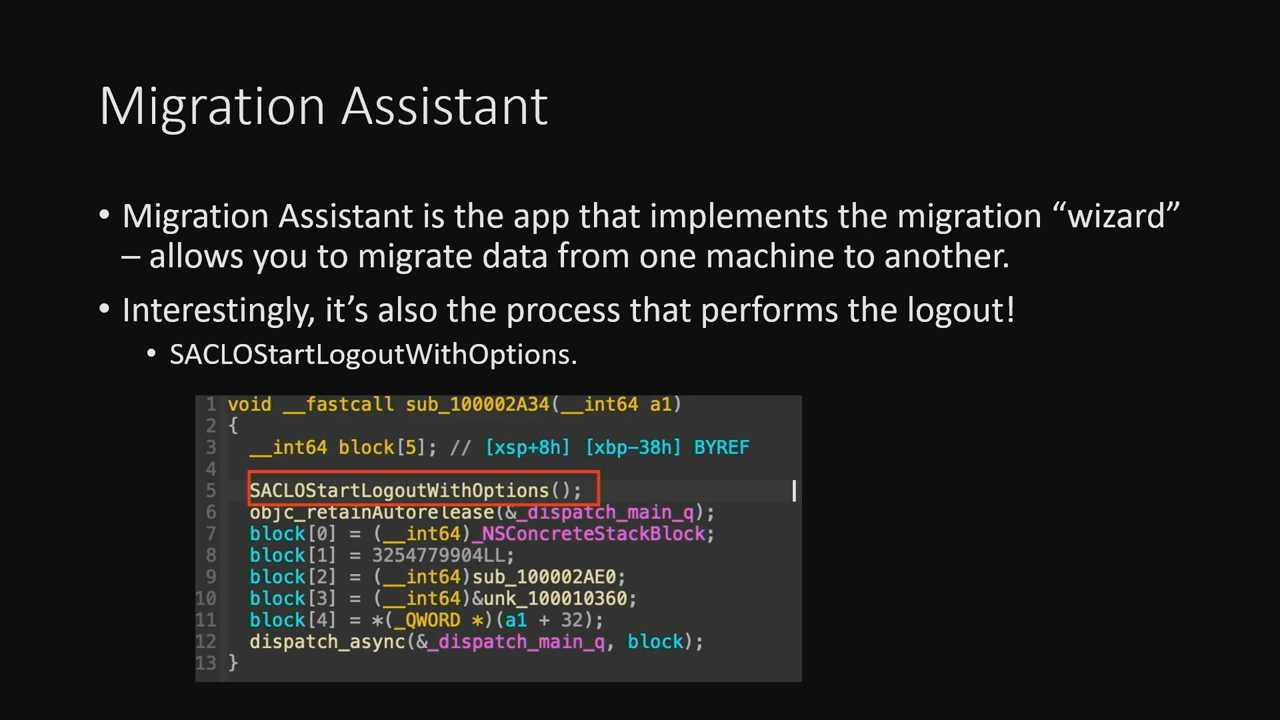 Migration Assistant
• Migration Assistant is the app that implements the migration “wizard”
– allows you to migrate data from one machine to another.
• Interestingly, it’s also the process that performs the logout!
• SACLOStartLogoutWithOptions.
1 void __fastcall sub_100002A34(__int64 a1)
2 {
3 __int64 block[5]; // [xsp+8h] [xbp-38h] BYREF
4
5 SACLOStartLogoutWithOptions();
6 objc_retainAutorelease(&_dispatch_main_q);
7 block[0] = (__int64)_NSConcreteStackBlock;
8 block[1] = 3254779904LL;
9 block[2] = (__int64)sub_100002AE0;
10 block[3] = (__int64)&unk_100010360;
11 block[4] = *(_QWORD *)(a1 + 32);
12 dispatch_async(&_dispatch_main_q, block);
13 }